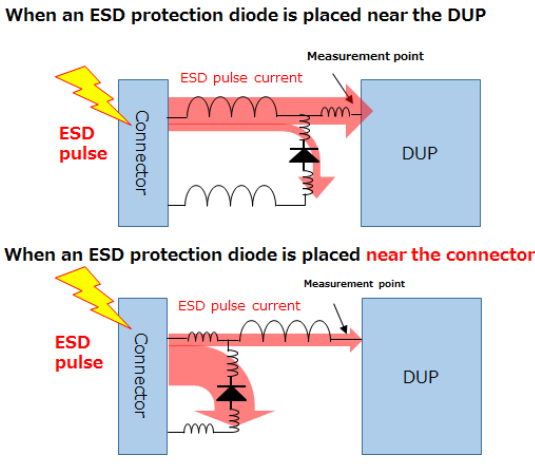 When an ESD protection diode is placed near the DUP
Measurement point
ESD pulse current
ESD
pulse
Connector
DUP
When an ESD protection diode is placed near the connector
Measurement point
ESD pulse current
ESD
pulse
Connector
DUP